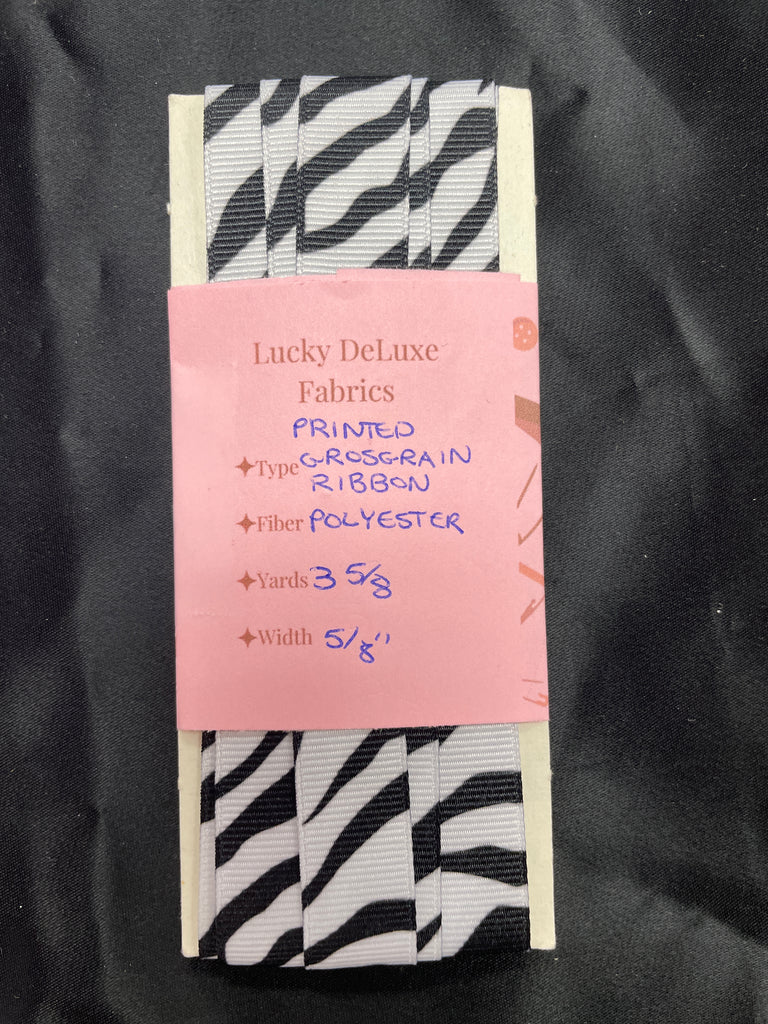 Lucky DeLuxe
Fabrics
PRINTED
Type GROSGRAIN
RIBBON
Fiber POLYESTER
Yards 3 5/8
Width 5/8"